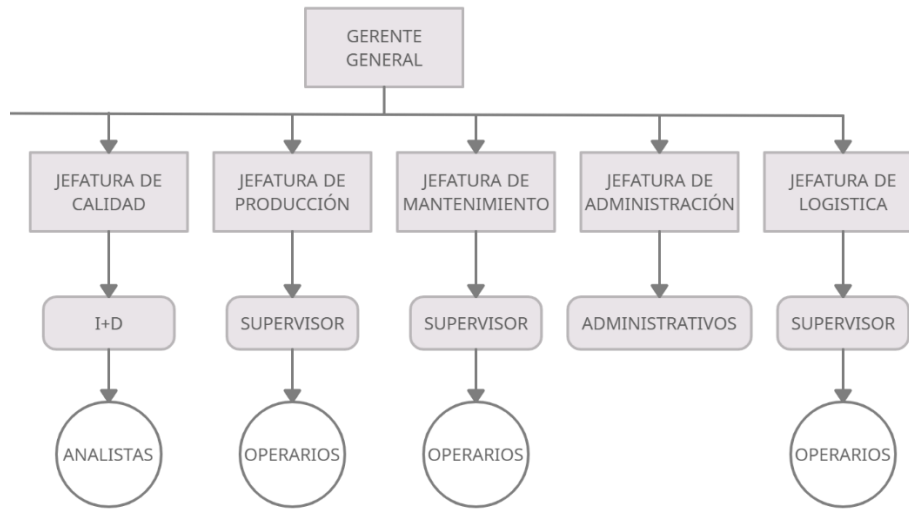 GERENTE
GENERAL
JEFATURA DE
CALIDAD
JEFATURA DE
PRODUCCIÓN
JEFATURA DE
MANTENIMIENTO
JEFATURA DE
ADMINISTRACIÓN
JEFATURA DE
LOGISTICA
I+D
SUPERVISOR
SUPERVISOR
ADMINISTRATIVOS
SUPERVISOR
ANALISTAS
OPERARIOS
OPERARIOS
OPERARIOS